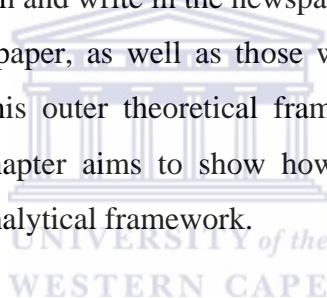 and write in the newspa
paper, as well as those w
his outer theoretical fram
hapter aims to show how
nalytical framework.
UNIVERSITY of the
WESTERN CAPE